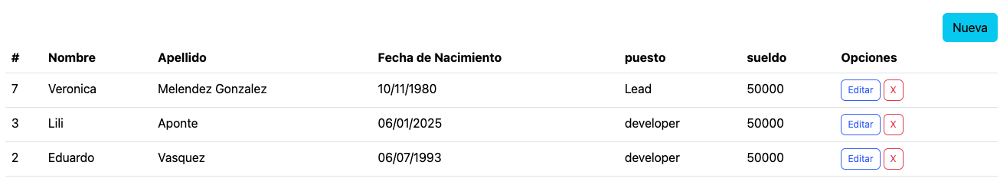 Nueva
# Nombre Apellido Fecha de Nacimiento puesto sueldo Opciones
7 Veronica Melendez Gonzalez 10/11/1980 Lead 50000 Editar X
3 Lili Aponte 06/01/2025 developer 50000 Editar X
2 Eduardo Vasquez 06/07/1993 developer 50000 Editar X